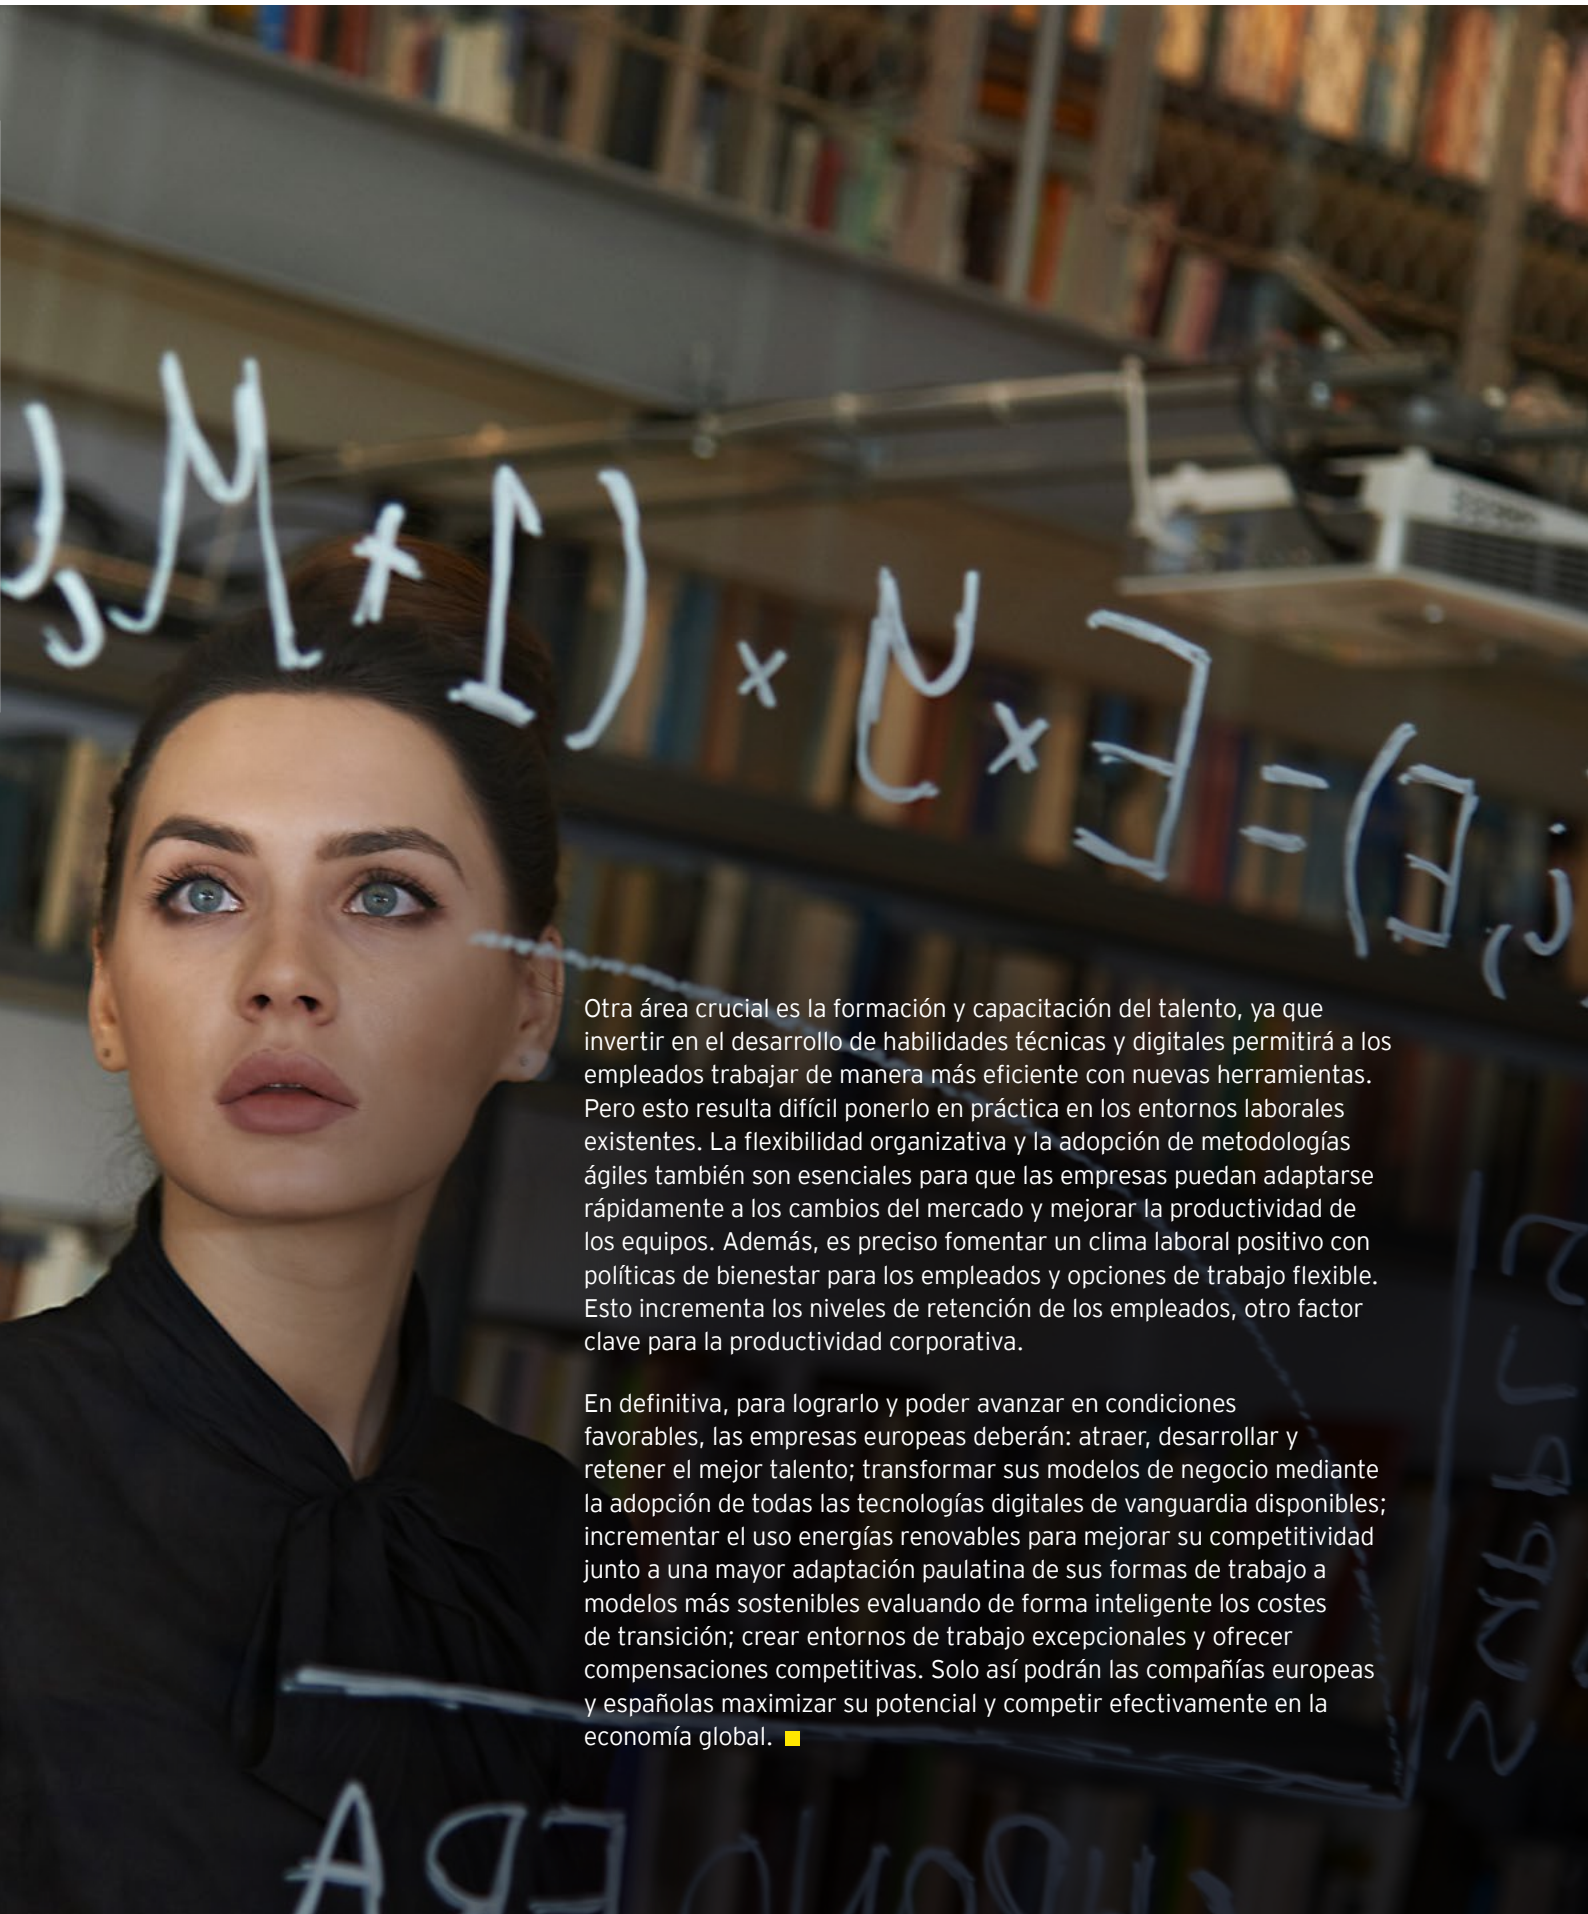 Otra área crucial es la formación y capacitación del talento, ya que
invertir en el desarrollo de habilidades técnicas y digitales permitirá a los
empleados trabajar de manera más eficiente con nuevas herramientas.
Pero esto resulta difícil ponerlo en práctica en los entornos laborales
existentes. La flexibilidad organizativa y la adopción de metodologías
ágiles también son esenciales para que las empresas puedan adaptarse
rápidamente a los cambios del mercado y mejorar la productividad de
los equipos. Además, es preciso fomentar un clima laboral positivo con
políticas de bienestar para los empleados y opciones de trabajo flexible.
Esto incrementa los niveles de retención de los empleados, otro factor
clave para la productividad corporativa.
En definitiva, para lograrlo y poder avanzar en condiciones
favorables, las empresas europeas deberán: atraer, desarrollar y
retener el mejor talento; transformar sus modelos de negocio mediante
la adopción de todas las tecnologías digitales de vanguardia disponibles;
incrementar el uso energías renovables para mejorar su competitividad
junto a una mayor adaptación paulatina de sus formas de trabajo a
modelos más sostenibles evaluando de forma inteligente los costes
de transición; crear entornos de trabajo excepcionales y ofrecer
compensaciones competitivas. Solo así podrán las compañías europeas
y españolas maximizar su potencial y competir efectivamente en la
economía global.